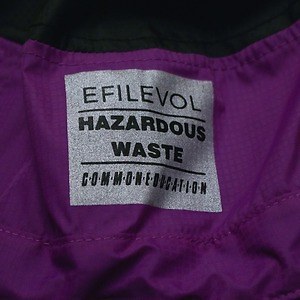 EFILEVOL
HAZARDOUS
WASTE
COMMONEDUCATION